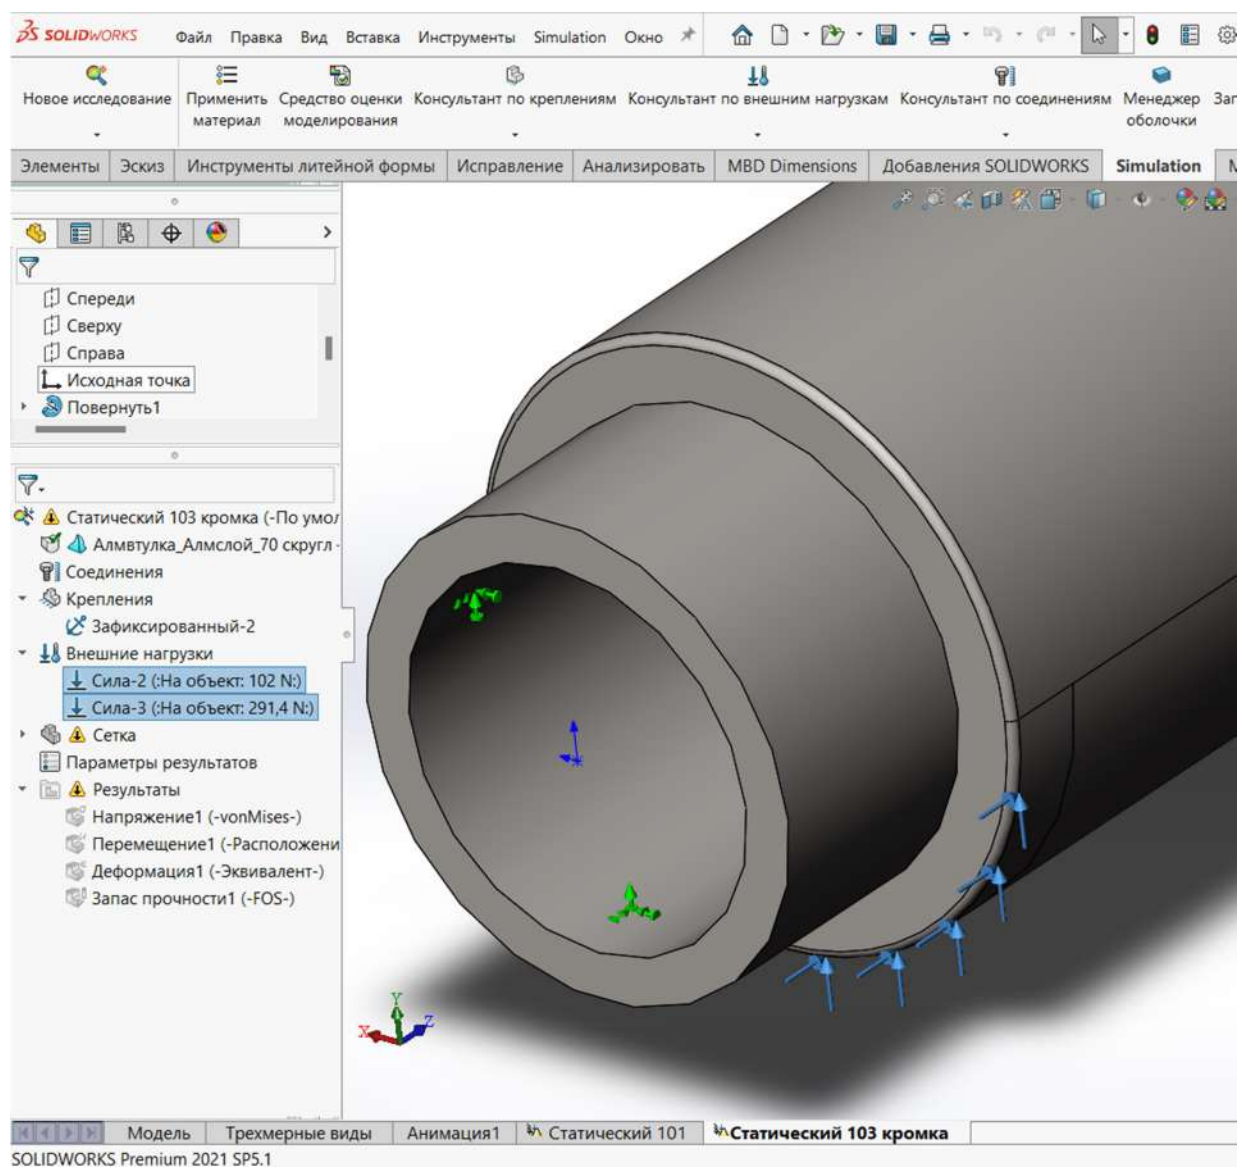 SOLIDWORKS Файл Правка Вид Вставка Инструменты Simulation Окно
Новое исследование Применить материал Средство оценки моделирования Консультант по креплениям Консультант по внешним нагрузкам Консультант по соединениям Менеджер оболочки Заг
Элементы Эскиз Инструменты литейной формы Исправление Анализировать MBD Dimensions Добавления SOLIDWORKS Simulation M
Спереди
Сверху
Справа
Исходная точка
Повернуть1
Статический 103 кромка (-По умол
Алмвтулка_Алмслой_70 скругл -
Соединения
Крепления
Зафиксированный-2
Внешние нагрузки
Сила-2 (:На объект: 102 N:)
Сила-3 (:На объект: 291,4 N:)
Сетка
Параметры результатов
Результаты
Напряжение1 (-vonMises-)
Перемещение1 (-Расположени
Деформация1 (-Эквивалент-)
Запас прочности1 (-FOS-)
Y
X Z
Модель Трехмерные виды Анимация1 Статический 101 Статический 103 кромка
SOLIDWORKS Premium 2021 SP5.1